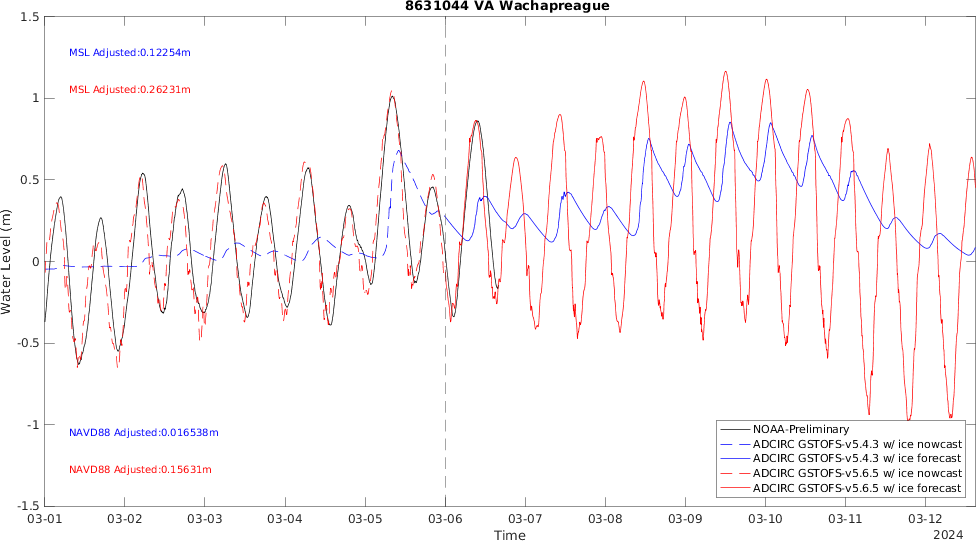 8631044 VA Wachapreague
1.5
1
0.5
0
-0.5
-1
-1.5
Water Level (m)
MSL Adjusted:0.12254m
MSL Adjusted:0.26231m
NAVD88 Adjusted:0.016538m
NAVD88 Adjusted:0.15631m
NOAA-Preliminary
ADCIRC GSTOFS-v5.4.3 w/ ice nowcast
ADCIRC GSTOFS-v5.4.3 w/ ice forecast
ADCIRC GSTOFS-v5.6.5 w/ ice nowcast
ADCIRC GSTOFS-v5.6.5 w/ ice forecast
03-01 03-02 03-03 03-04 03-05 03-06 03-07 03-08 03-09 03-10 03-11 03-12
Time
2024